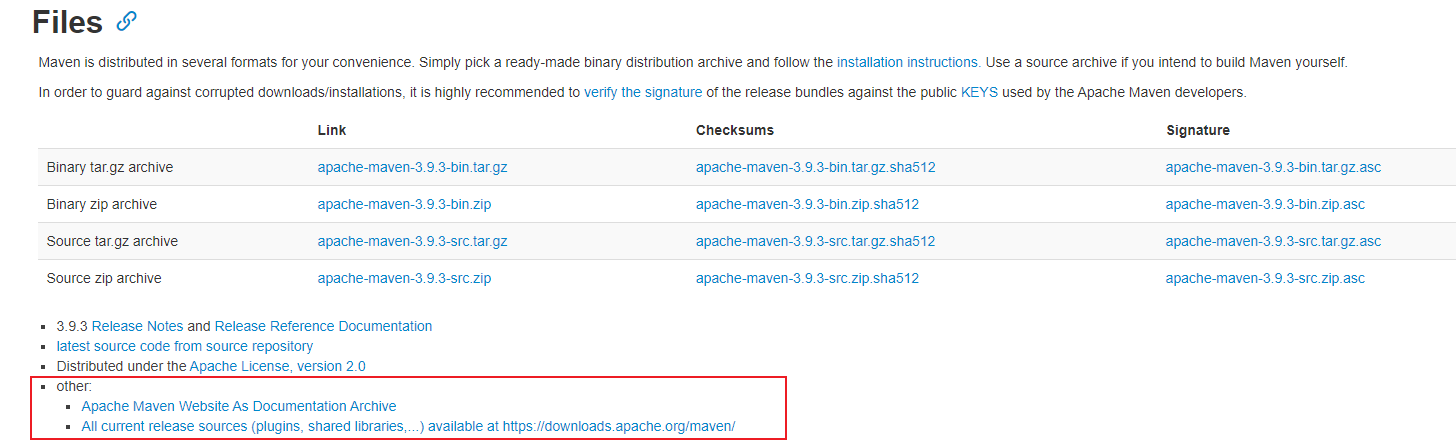 Files
Maven is distributed in several formats for your convenience. Simply pick a ready-made binary distribution archive and follow the installation instructions. Use a source archive if you intend to build Maven yourself.
In order to guard against corrupted downloads/installations, it is highly recommended to verify the signature of the release bundles against the public KEYS used by the Apache Maven developers.
Link Checksums Signature
Binary tar.gz archive apache-maven-3.9.3-bin.tar.gz apache-maven-3.9.3-bin.tar.gz.sha512 apache-maven-3.9.3-bin.tar.gz.asc
Binary zip archive apache-maven-3.9.3-bin.zip apache-maven-3.9.3-bin.zip.sha512 apache-maven-3.9.3-bin.zip.asc
Source tar.gz archive apache-maven-3.9.3-src.tar.gz apache-maven-3.9.3-src.tar.gz.sha512 apache-maven-3.9.3-src.tar.gz.asc
Source zip archive apache-maven-3.9.3-src.zip apache-maven-3.9.3-src.zip.sha512 apache-maven-3.9.3-src.zip.asc
3.9.3 Release Notes and Release Reference Documentation
latest source code from source repository
Distributed under the Apache License, version 2.0
other:
Apache Maven Website As Documentation Archive
All current release sources (plugins, shared libraries,...) available at https://downloads.apache.org/maven/